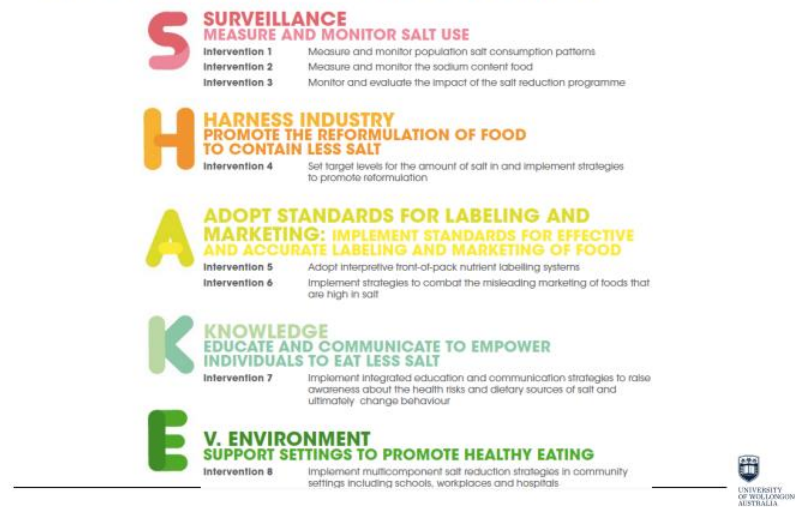 S
SURVEILLANCE
MEASURE AND MONITOR SALT USE
Intervention 1 Measure and monitor population salt consumption patterns
Intervention 2 Measure and monitor the sodium content food
Intervention 3 Monitor and evaluate the impact of the salt reduction programme
H
HARNESS INDUSTRY
PROMOTE THE REFORMULATION OF FOOD
TO CONTAIN LESS SALT
Intervention 4 Set target levels for the amount of salt in and implement strategies
to promote reformulation
A
ADOPT STANDARDS FOR LABELING AND
MARKETING: IMPLEMENT STANDARDS FOR EFFECTIVE
AND ACCURATE LABELING AND MARKETING OF FOOD
Intervention 5 Adopt interpretive front-of-pack nutrient labelling systems
Intervention 6 Implement strategies to combat the misleading marketing of foods that
are high in salt
K
KNOWLEDGE
EDUCATE AND COMMUNICATE TO EMPOWER
INDIVIDUALS TO EAT LESS SALT
Intervention 7 Implement integrated education and communication strategies to raise
awareness about the health risks and dietary sources of salt and
ultimately change behaviour
E
V. ENVIRONMENT
SUPPORT SETTINGS TO PROMOTE HEALTHY EATING
Intervention 8 Implement multicomponent salt reduction strategies in community
settings including schools, workplaces and hospitals
UNIVERSITY
OF WOLLONGONG
AUSTRALIA